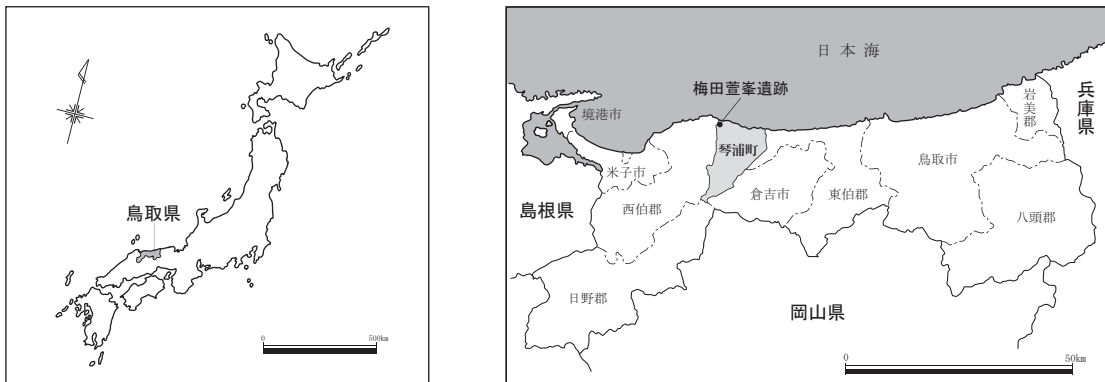 鳥取県
0
500km
日本海
梅田萱峯遺跡
境港市
米子市
琴浦町
西伯郡
倉吉市
東伯郡
鳥取市
岩美郡
八頭郡
兵庫県
島根県
日野郡
岡山県
0
50km